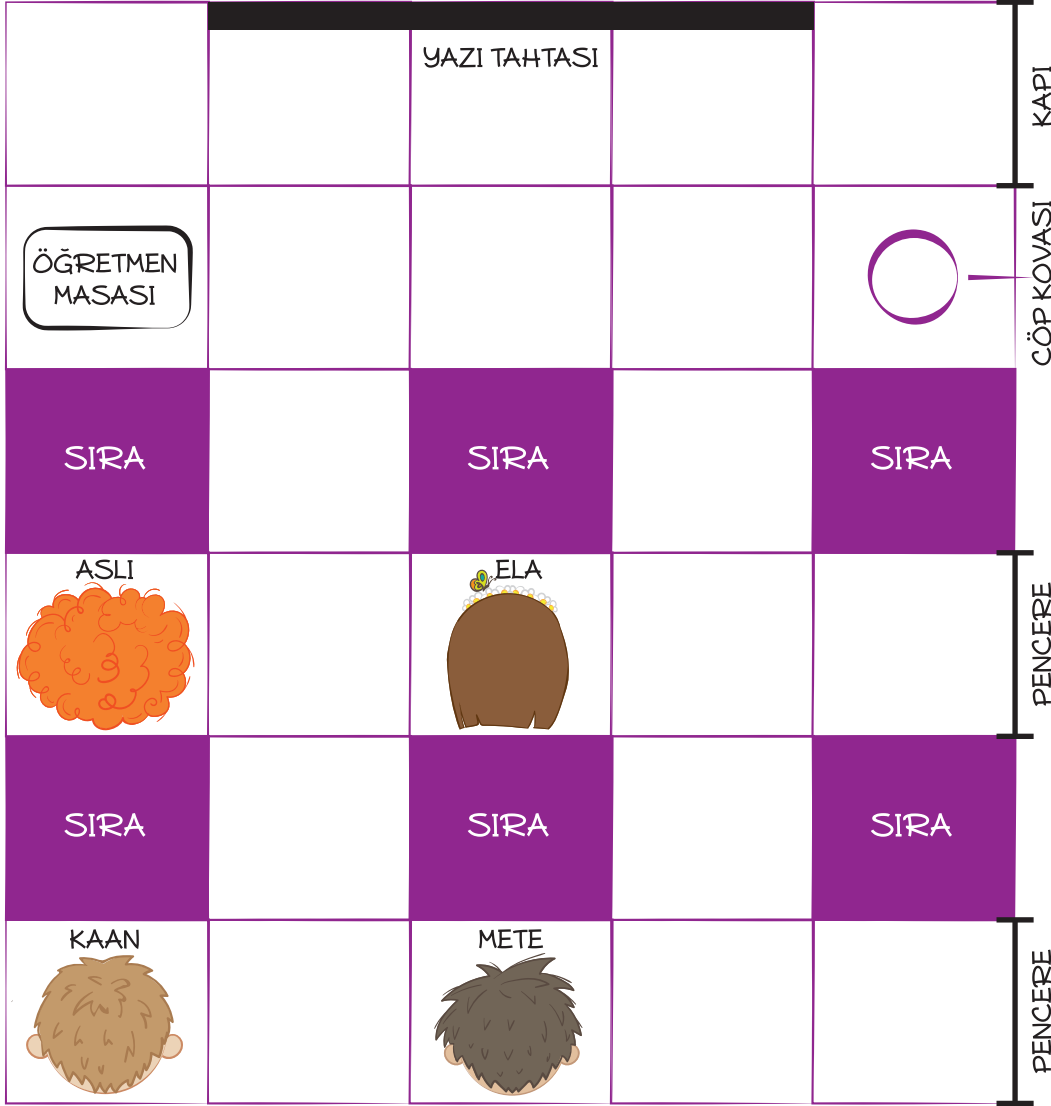 YAZI TAHTASI
KAPI
ÖĞRETMEN
MASASI
ÇÖP KOVASI
SIRA
SIRA
SIRA
ASLI
ELA
PENCERE
SIRA
SIRA
SIRA
KAAN
METE
PENCERE